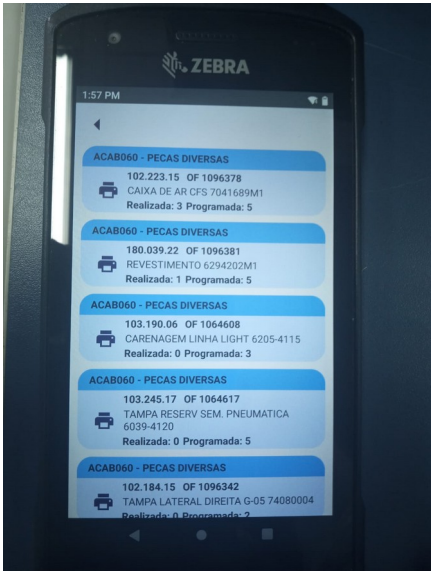 ZEBRA
1:57 PM
ACAB060 - PECAS DIVERSAS
102.223.15 OF 1096378
CAIXA DE AR CFS 7041689M1
Realizada: 3 Programada: 5
ACAB060 - PECAS DIVERSAS
180.039.22 OF 1096381
REVESTIMENTO 6294202M1
Realizada: 1 Programada: 5
ACAB060 - PECAS DIVERSAS
103.190.06 OF 1064608
CARENAGEM LINHA LIGHT 6205-4115
Realizada: 0 Programada: 3
ACAB060 - PECAS DIVERSAS
103.245.17 OF 1064617
TAMPA RESERV SEM. PNEUMATICA
6039-4120
Realizada: 0 Programada: 5
ACAB060 - PECAS DIVERSAS
102.184.15 OF 1096342
TAMPA LATERAL DIREITA G-05 74080004
Realizada: 0 Programada: 2